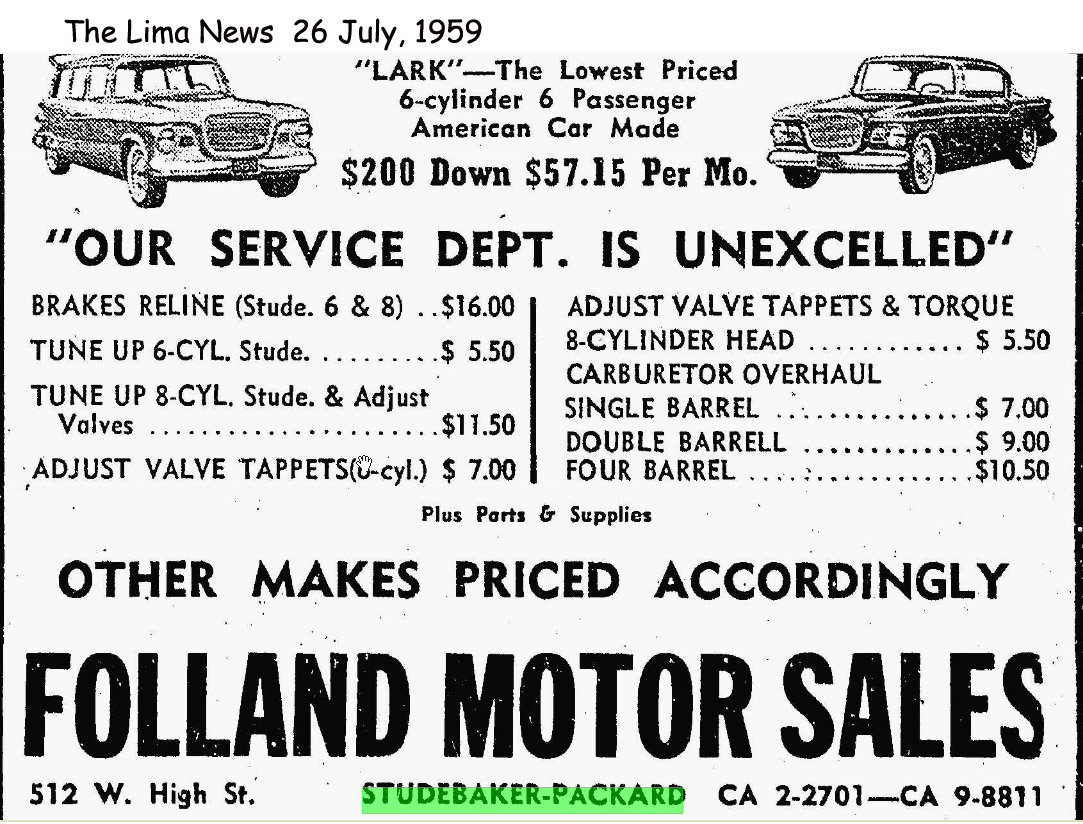 The Lima News 26 July, 1959
"LARK"—The Lowest Priced
6-cylinder 6 Passenger
American Car Made
$200 Down $57.15 Per Mo.
"OUR SERVICE DEPT. IS UNEXCELLED"
BRAKES RELINE (Stude. 6 & 8) ..$16.00
TUNE UP 6-CYL. Stude. ..........$ 5.50
TUNE UP 8-CYL. Stude. & Adjust
Valves .......................$11.50
ADJUST VALVE TAPPETS( -cyl.) $ 7.00
ADJUST VALVE TAPPETS & TORQUE
8-CYLINDER HEAD ............ $ 5.50
CARBURETOR OVERHAUL
SINGLE BARREL ................$ 7.00
DOUBLE BARRELL .............$ 9.00
FOUR BARREL ..................$10.50
Plus Parts & Supplies
OTHER MAKES PRICED ACCORDINGLY
FOLLAND MOTOR SALES
512 W. High St. STUDEBAKER-PACKARD CA 2-2701—CA 9-8811